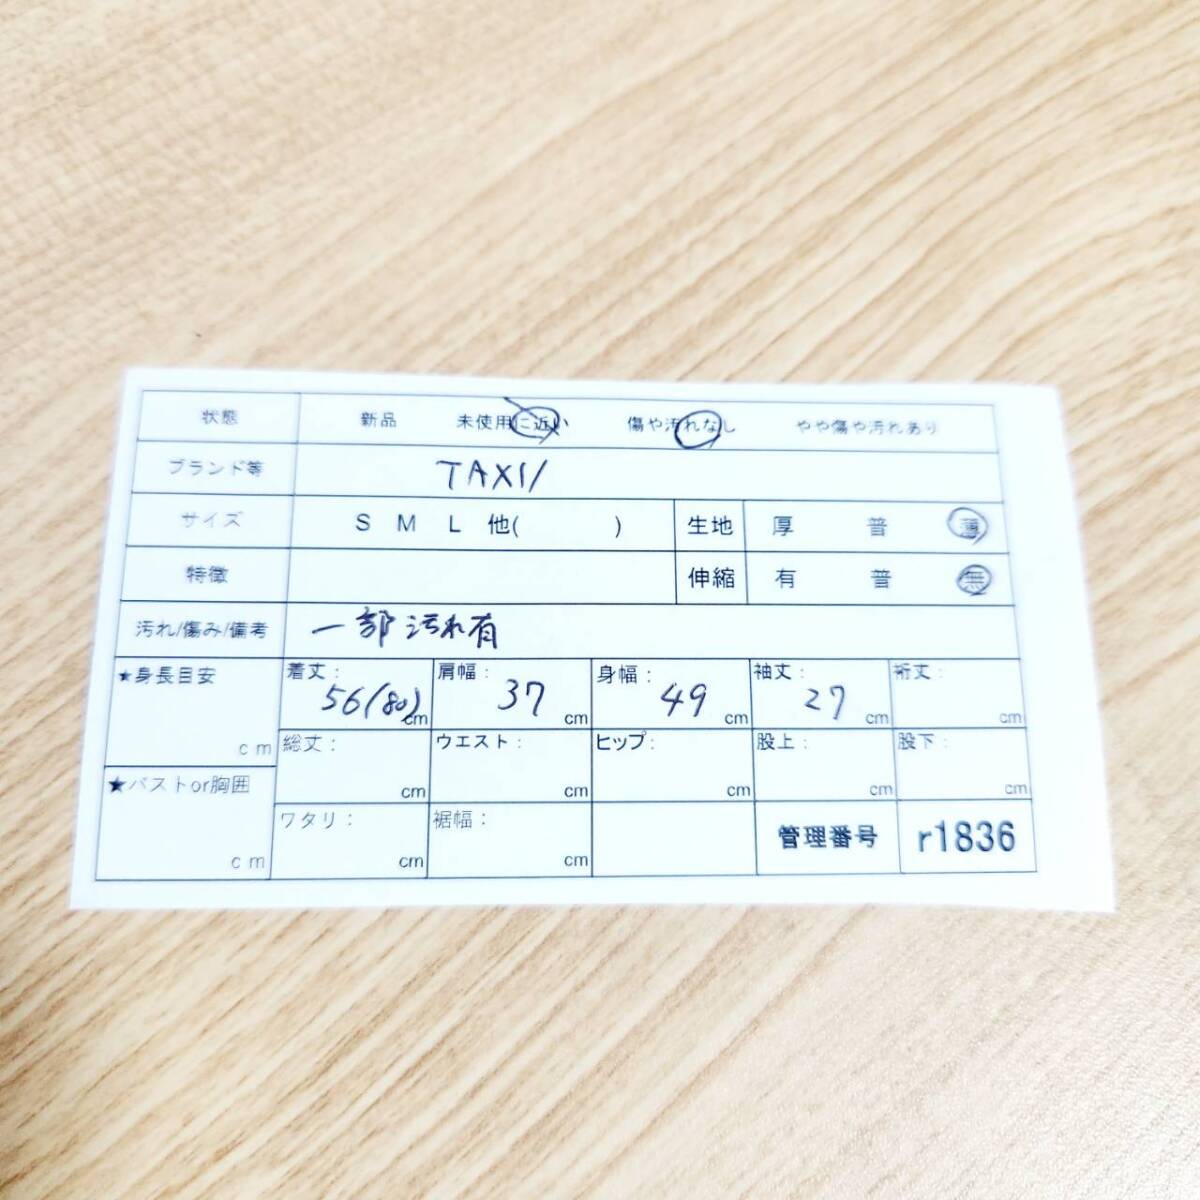 状態 新品 未使用に近い 傷や汚れなし やや傷や汚れあり
ブランド等 TAXI/
サイズ S M L 他( ) 生地 厚 普 薄
特徴 伸縮 有 普 無
汚れ/傷み/備考 一部汚れ有
★身長目安 cm
着丈: 56(80)cm 肩幅: 37 cm 身幅: 49 cm 袖丈: 27 cm 裄丈: cm
総丈: cm ウエスト: cm ヒップ: cm 股上: cm 股下: cm
★バストor胸囲 cm
ワタリ: cm 裾幅: cm 管理番号 r1836